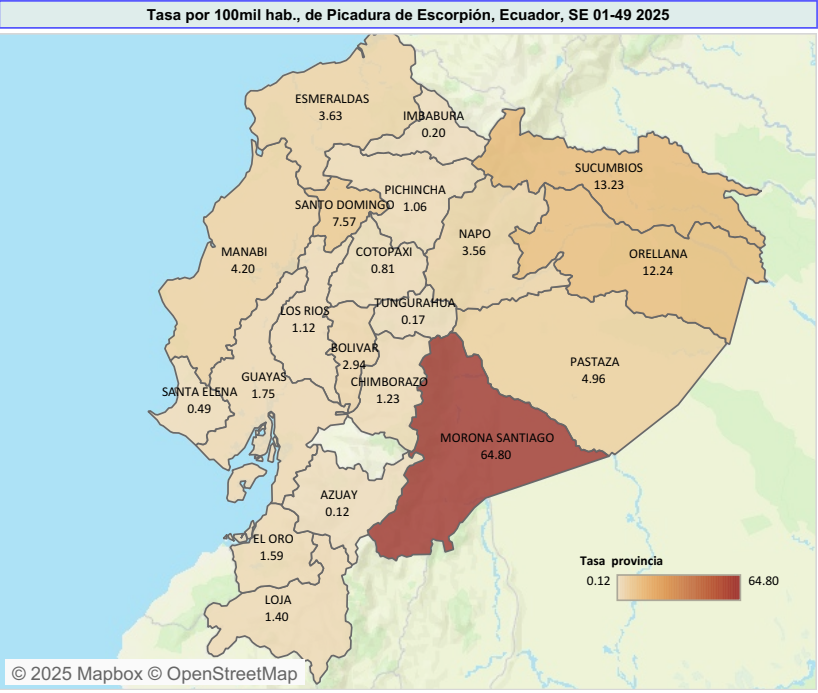 Tasa por 100mil hab., de Picadura de Escorpión, Ecuador, SE 01-49 2025
ESMERALDAS
3.63
IMBABURA
0.20
SUCUMBIOS
13.23
PICHINCHA
1.06
SANTO DOMINGO
7.57
NAPO
3.56
MANABI
4.20
COTOPAXI
0.81
ORELLANA
12.24
TUNGURAHUA
0.17
LOS RIOS
1.12
BOLIVAR
2.94
PASTAZA
4.96
GUAYAS
1.75
CHIMBORAZO
1.23
SANTA ELENA
0.49
MORONA SANTIAGO
64.80
AZUAY
0.12
EL ORO
1.59
LOJA
1.40
Tasa provincia
0.12 64.80
© 2025 Mapbox © OpenStreetMap